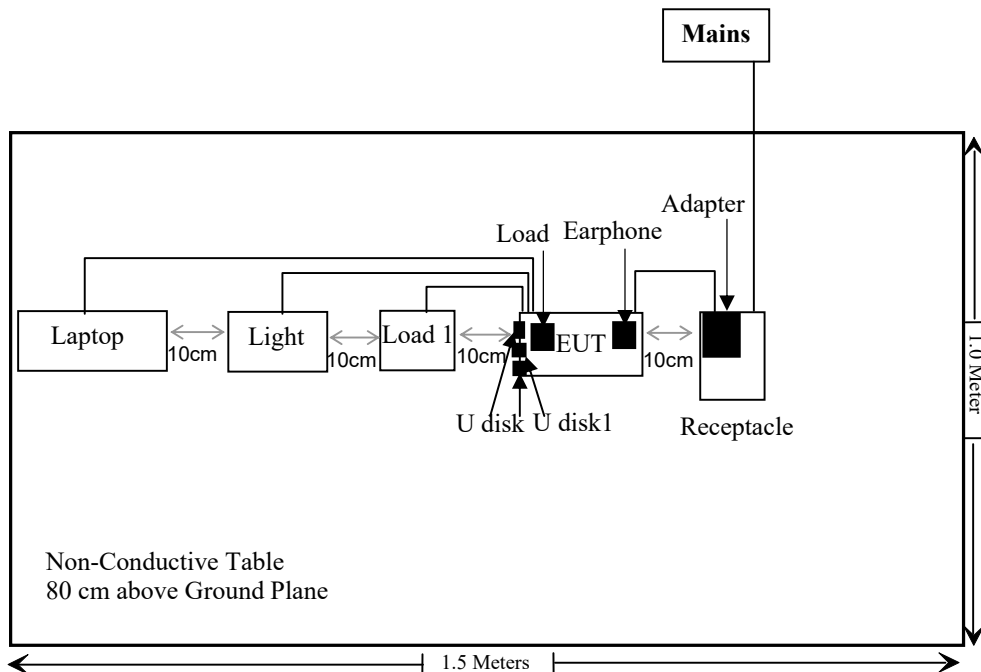 Mains
Adapter
Load
Earphone
Laptop
Light
Load 1
EUT
10cm
10cm
10cm
10cm
U disk
U disk1
Receptacle
1.0 Meter
Non-Conductive Table
80 cm above Ground Plane
1.5 Meters